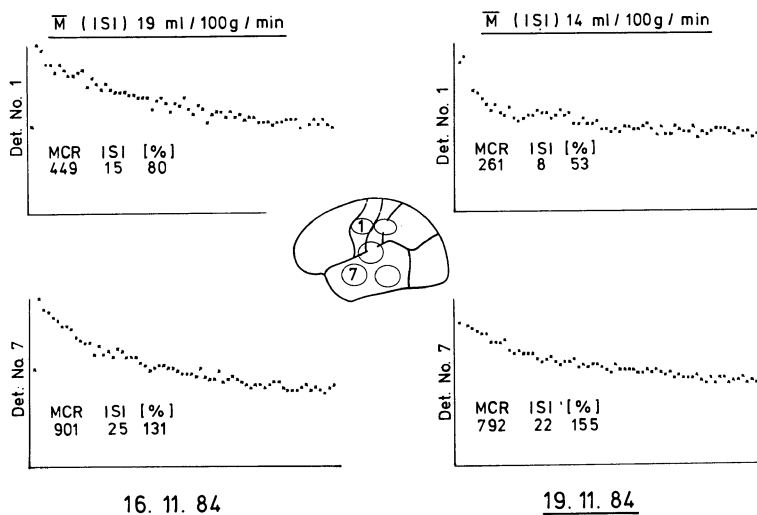 M̅ (ISI) 19 ml/100g/min
M̅ (ISI) 14 ml/100g/min
Det. No. 1
MCR ISI [%]
449 15 80
Det. No. 1
MCR ISI [%]
261 8 53
1
7
Det. No. 7
MCR ISI [%]
901 25 131
Det. No. 7
MCR ISI [%]
792 22 155
16. 11. 84
19. 11. 84